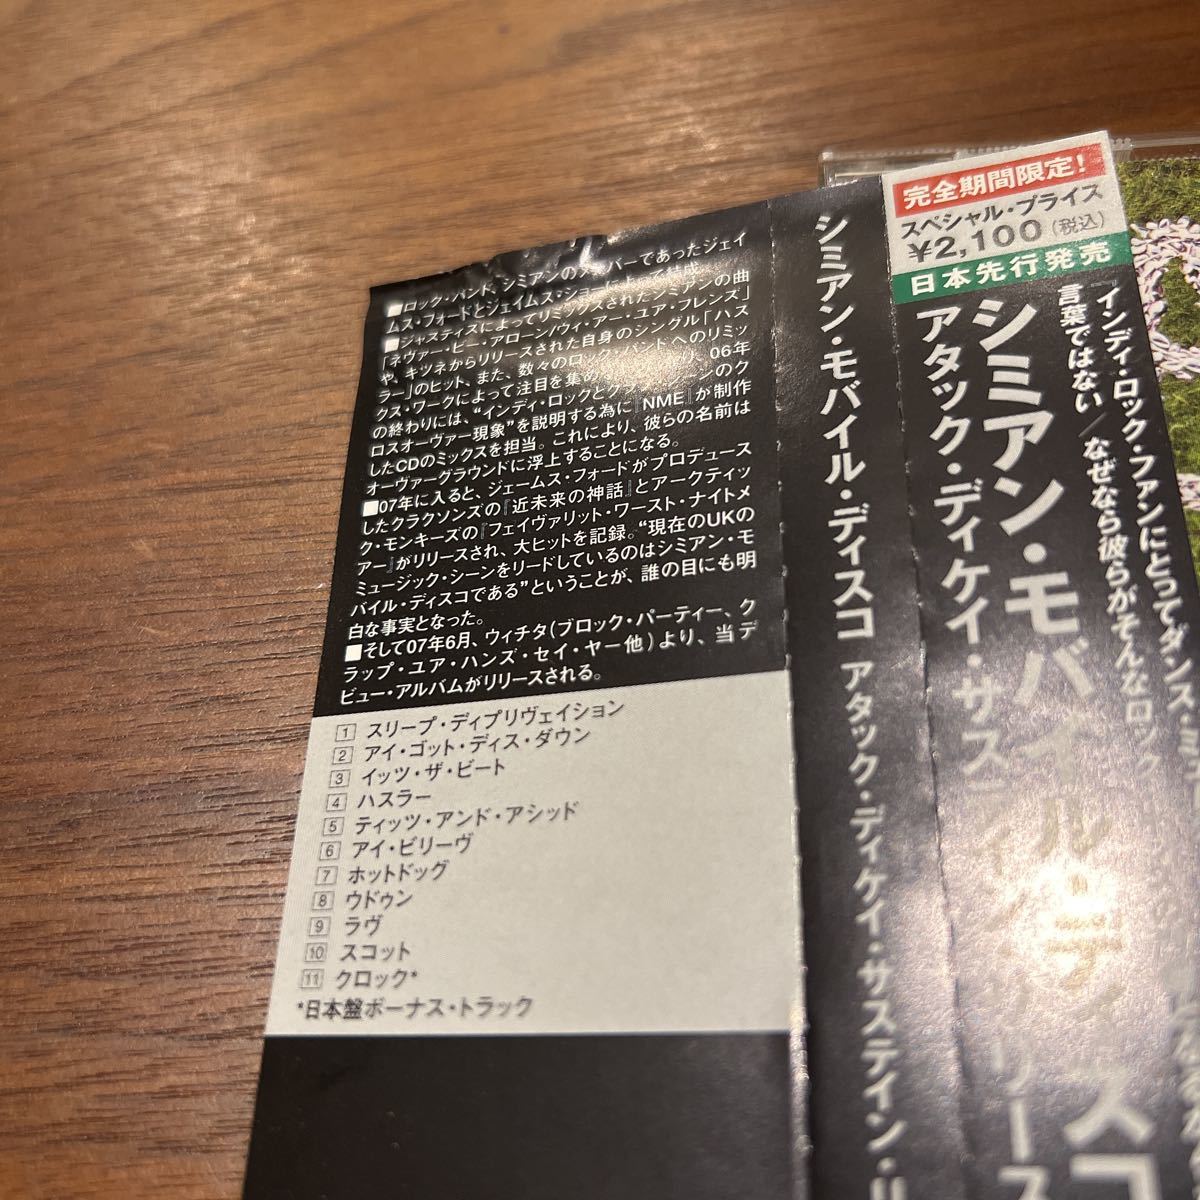 ■ロック・バンド、シミアンのメンバーであったジェイ
ムス・フォードとジェイムス・ショーによって結成。
■ジャスティスによってリミックスされたシミアンの曲
「ネヴァー・ビー・アローン/ウィ・アー・ユア・フレンズ」
や、キツネからリリースされた自身のシングル「ハス
ラー」のヒット、また、数々のロック・バンドへのリミッ
クス・ワークによって注目を集め
り、06年
の終わりには、“インディ・ロックとクラ
ンのク
ロスオーヴァー現象”を説明する為に『NME』が制作
したCDのミックスを担当。これにより、彼らの名前は
オーヴァーグラウンドに浮上することになる。
■07年に入ると、ジェームス・フォードがプロデュース
したクラクソンズの『近未来の神話』とアークティッ
ク・モンキーズの『フェイヴァリット・ワースト・ナイトメ
アー』がリリースされ、大ヒットを記録。“現在のUKの
ミュージック・シーンをリードしているのはシミアン・モ
バイル・ディスコである”ということが、誰の目にも明
白な事実となった。
■そして07年6月、ウィチタ(ブロック・パーティー、ク
ラップ・ユア・ハンズ・セイ・ヤー他)より、当デ
ビュー・アルバムがリリースされる。
1 スリープ・ディプリヴェイション
2 アイ・ゴット・ディス・ダウン
3 イッツ・ザ・ビート
4 ハスラー
5 ティッツ・アンド・アシッド
6 アイ・ビリーヴ
7 ホットドッグ
8 ウドゥン
9 ラヴ
10 スコット
11 クロック*
*日本盤ボーナス・トラック
シミアン・モバイル・ディスコ アタック・ディケイ・サステイン・リ
完全期間限定!
スペシャル・プライス
¥2,100(税込)
日本先行発売
シミアン・モバイル・ディスコ
アタック・ディケイ・サスティン・リリース
『インディ・ロック・ファンにとってダンス・ミュ
言葉ではない/なぜなら彼らがそんなロック